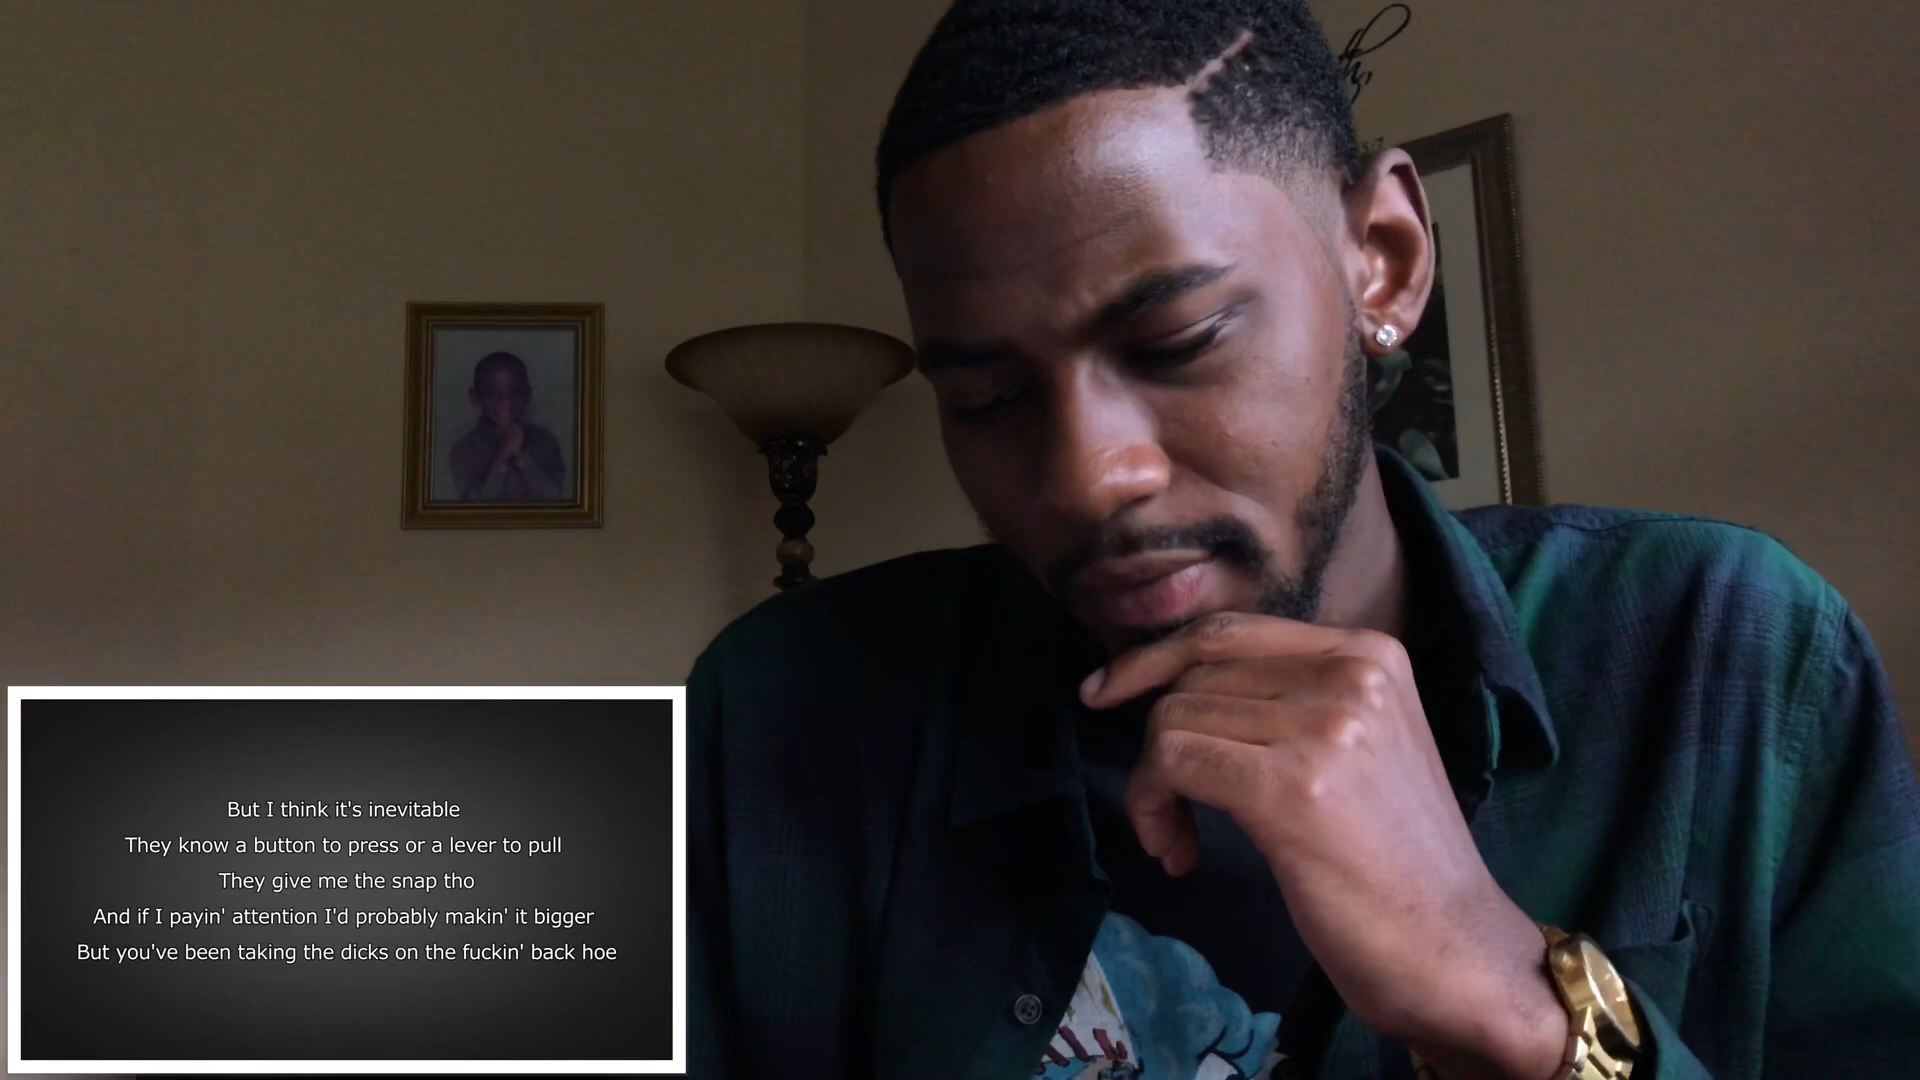 But I think it's inevitable
They know a button to press or a lever to pull
They give me the snap tho
And if I payin' attention I'd probably makin' it bigger
But you've been taking the dicks on the fuckin' back hoe